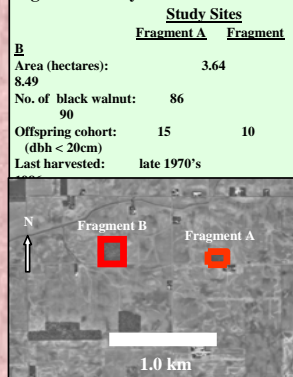 Study Sites
Fragment A Fragment
B
Area (hectares): 3.64
8.49
No. of black walnut: 86
90
Offspring cohort: 15 10
(dbh < 20cm)
Last harvested: late 1970's
N
Fragment B
Fragment A
1.0 km